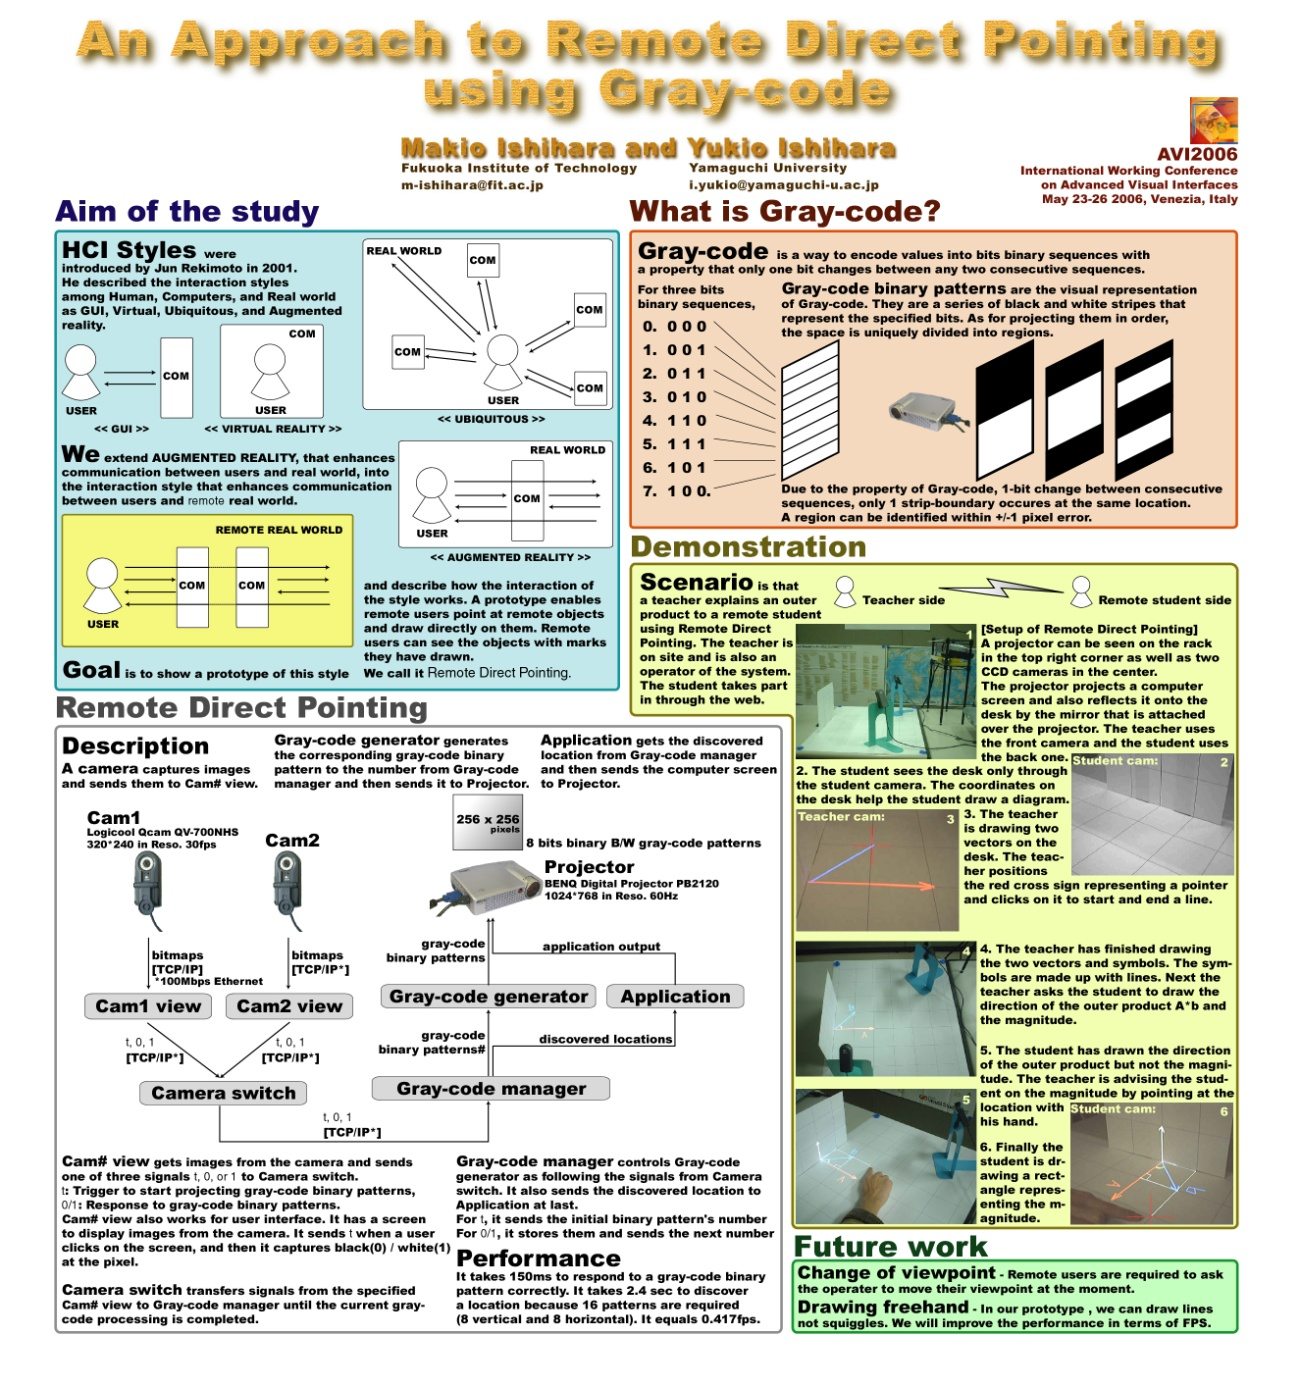 An Approach to Remote Direct Pointing
using Gray-code
Makio Ishihara and Yukio Ishihara
Fukuoka Institute of Technology
Yamaguchi University
m-ishihara@fit.ac.jp
i.yukio@yamaguchi-u.ac.jp
AVI2006
International Working Conference
on Advanced Visual Interfaces
May 23-26 2006, Venezia, Italy
Aim of the study
HCI Styles were
introduced by Jun Rekimoto in 2001.
He described the interaction styles
among Human, Computers, and Real world
as GUI, Virtual, Ubiquitous, and Augmented
reality.
USER
COM
<< GUI >>
COM
USER
<< VIRTUAL REALITY >>
REAL WORLD
COM
COM
COM
COM
USER
<< UBIQUITOUS >>
We extend AUGMENTED REALITY, that enhances
communication between users and real world, into
the interaction style that enhances communication
between users and remote real world.
REAL WORLD
COM
USER
<< AUGMENTED REALITY >>
REMOTE REAL WORLD
COM
COM
USER
Goal is to show a prototype of this style
and describe how the interaction of
the style works. A prototype enables
remote users point at remote objects
and draw directly on them. Remote
users can see the objects with marks
they have drawn.
We call it Remote Direct Pointing.
What is Gray-code?
Gray-code is a way to encode values into bits binary sequences with
a property that only one bit changes between any two consecutive sequences.
For three bits
binary sequences,
0. 0 0 0
1. 0 0 1
2. 0 1 1
3. 0 1 0
4. 1 1 0
5. 1 1 1
6. 1 0 1
7. 1 0 0.
Gray-code binary patterns are the visual representation
of Gray-code. They are a series of black and white stripes that
represent the specified bits. As for projecting them in order,
the space is uniquely divided into regions.
Due to the property of Gray-code, 1-bit change between consecutive
sequences, only 1 strip-boundary occures at the same location.
A region can be identified within +/-1 pixel error.
Demonstration
Scenario is that
a teacher explains an outer
product to a remote student
using Remote Direct
Pointing. The teacher is
on site and is also an
operator of the system.
The student takes part
in through the web.
Teacher side
Remote student side
1
[Setup of Remote Direct Pointing]
A projector can be seen on the rack
in the top right corner as well as two
CCD cameras in the center.
The projector projects a computer
screen and also reflects it onto the
desk by the mirror that is attached
over the projector. The teacher uses
the front camera and the student uses
the back one.
Student cam: 2
2. The student sees the desk only through
the student camera. The coordinates on
the desk help the student draw a diagram.
Teacher cam: 3
3. The teacher
is drawing two
vectors on the
desk. The teac-
her positions
the red cross sign representing a pointer
and clicks on it to start and end a line.
4
4. The teacher has finished drawing
the two vectors and symbols. The sym-
bols are made up with lines. Next the
teacher asks the student to draw the
direction of the outer product A*b and
the magnitude.
5
5. The student has drawn the direction
of the outer product but not the magni-
tude. The teacher is advising the stud-
ent on the magnitude by pointing at the
location with
his hand.
Student cam: 6
6. Finally the
student is dr-
awing a rect-
angle repres-
enting the m-
agnitude.
Remote Direct Pointing
Description
A camera captures images
and sends them to Cam# view.
Gray-code generator generates
the corresponding gray-code binary
pattern to the number from Gray-code
manager and then sends it to Projector.
Application gets the discovered
location from Gray-code manager
and then sends the computer screen
to Projector.
Cam1
Logicool Qcam QV-700NHS
320*240 in Reso. 30fps
Cam2
256 x 256
pixels
8 bits binary B/W gray-code patterns
Projector
BENQ Digital Projector PB2120
1024*768 in Reso. 60Hz
bitmaps
[TCP/IP]
*100Mbps Ethernet
bitmaps
[TCP/IP*]
gray-code
binary patterns
application output
Cam1 view
Cam2 view
Gray-code generator
Application
t, 0, 1
[TCP/IP*]
t, 0, 1
[TCP/IP*]
gray-code
binary patterns#
discovered locations
Camera switch
Gray-code manager
t, 0, 1
[TCP/IP*]
Cam# view gets images from the camera and sends
one of three signals t, 0, or 1 to Camera switch.
t: Trigger to start projecting gray-code binary patterns,
0/1: Response to gray-code binary patterns.
Cam# view also works for user interface. It has a screen
to display images from the camera. It sends t when a user
clicks on the screen, and then it captures black(0) / white(1)
at the pixel.
Camera switch transfers signals from the specified
Cam# view to Gray-code manager until the current gray-
code processing is completed.
Gray-code manager controls Gray-code
generator as following the signals from Camera
switch. It also sends the discovered location to
Application at last.
For t, it sends the initial binary pattern's number
For 0/1, it stores them and sends the next number
Performance
It takes 150ms to respond to a gray-code binary
pattern correctly. It takes 2.4 sec to discover
a location because 16 patterns are required
(8 vertical and 8 horizontal). It equals 0.417fps.
Future work
Change of viewpoint - Remote users are required to ask
the operator to move their viewpoint at the moment.
Drawing freehand - In our prototype , we can draw lines
not squiggles. We will improve the performance in terms of FPS.